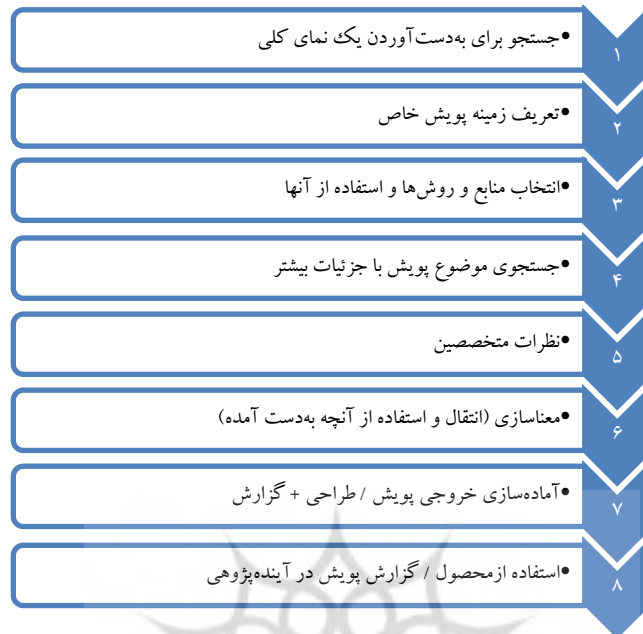 •جستجو برای به‌دست‌آوردن یک نمای کلی
۱
•تعریف زمینه پویش خاص
۲
•انتخاب منابع و روش‌ها و استفاده از آنها
۳
•جستجوی موضوع پویش با جزئیات بیشتر
۴
•نظرات متخصصین
۵
•معناسازی (انتقال و استفاده از آنچه به‌دست آمده)
۶
•آماده‌سازی خروجی پویش / طراحی + گزارش
۷
•استفاده ازمحصول / گزارش پویش در آینده‌پژوهی
۸